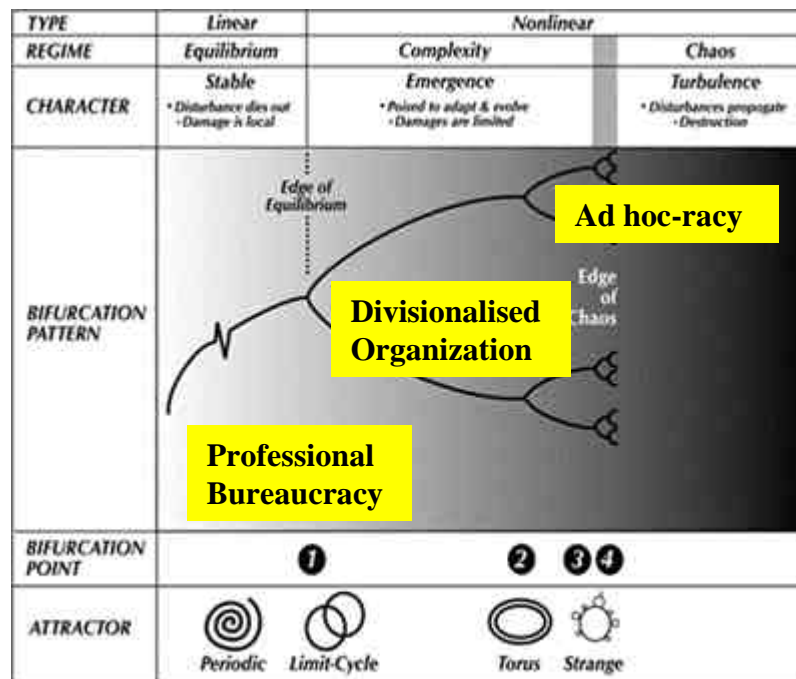 TYPE Linear Nonlinear
REGIME Equilibrium Complexity Chaos
CHARACTER
Stable
• Disturbance dies out
- Damage is local
Emergence
• Poised to adapt & evolve
- Damages are limited
Turbulence
• Disturbances propogate
- Destruction
BIFURCATION
PATTERN
Edge of
Equilibrium
Ad hoc-racy
Edge
of
Chaos
Divisionalised
Organization
Professional
Bureaucracy
BIFURCATION
POINT
1 2 3 4
ATTRACTOR
Periodic Limit-Cycle Torus Strange